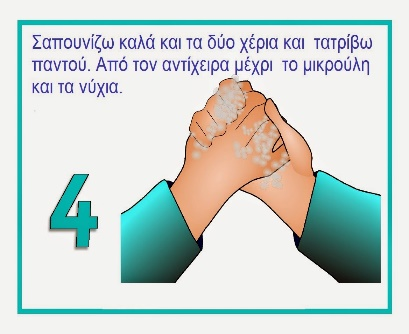 Σαπουνίζω καλά και τα δύο χέρια και τατρίβω
παντού. Από τον αντίχειρα μέχρι το μικρούλη
και τα νύχια.
4